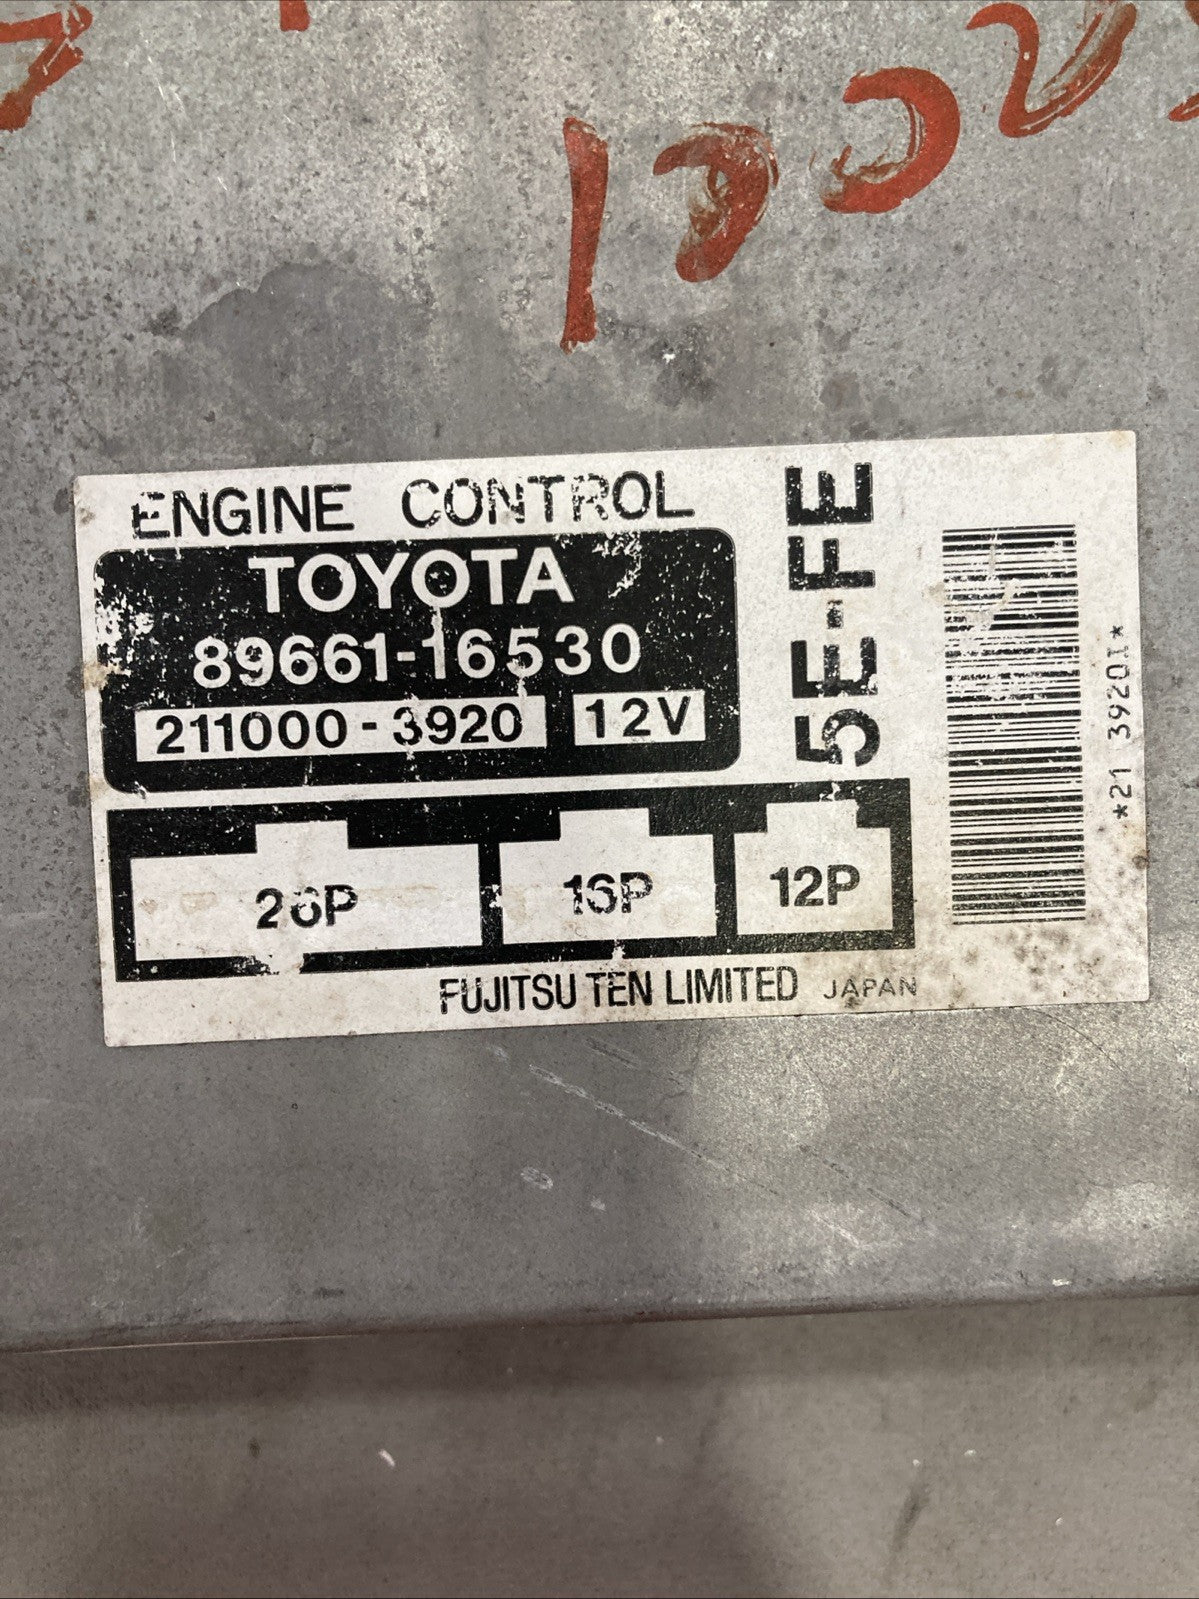 ENGINE CONTROL
TOYOTA
89661-16530
211000-3920 12V
5E-FE
26P 16P 12P
FUJITSU TEN LIMITED JAPAN
*21 3920I*